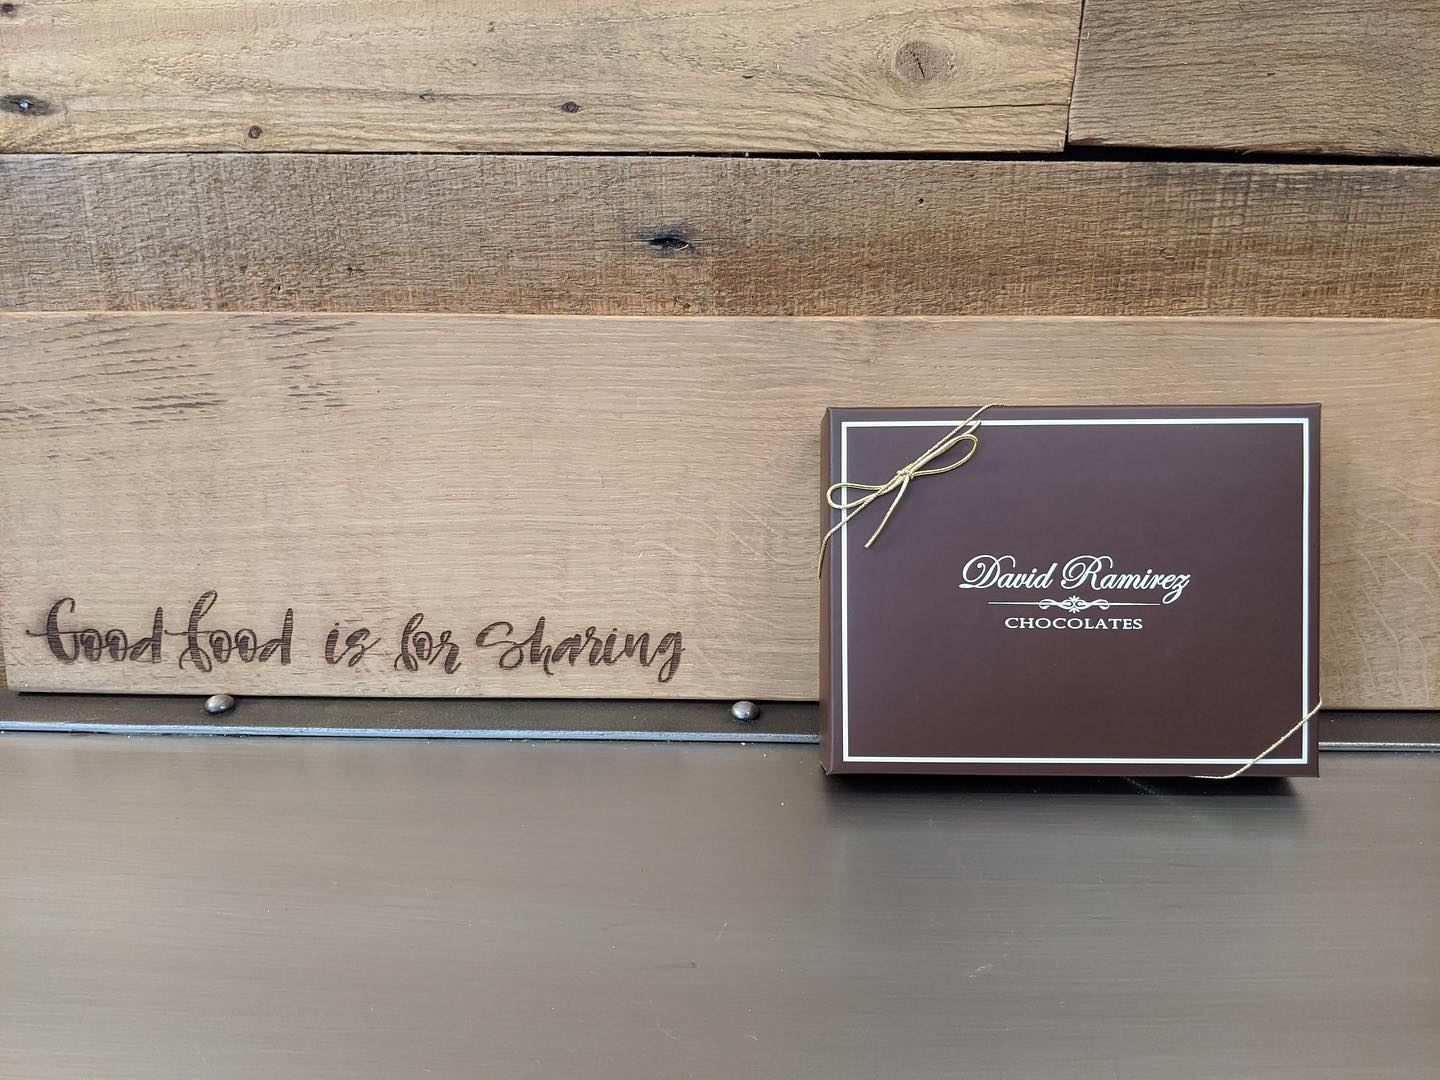 Good food is for Sharing
David Ramirez
CHOCOLATES